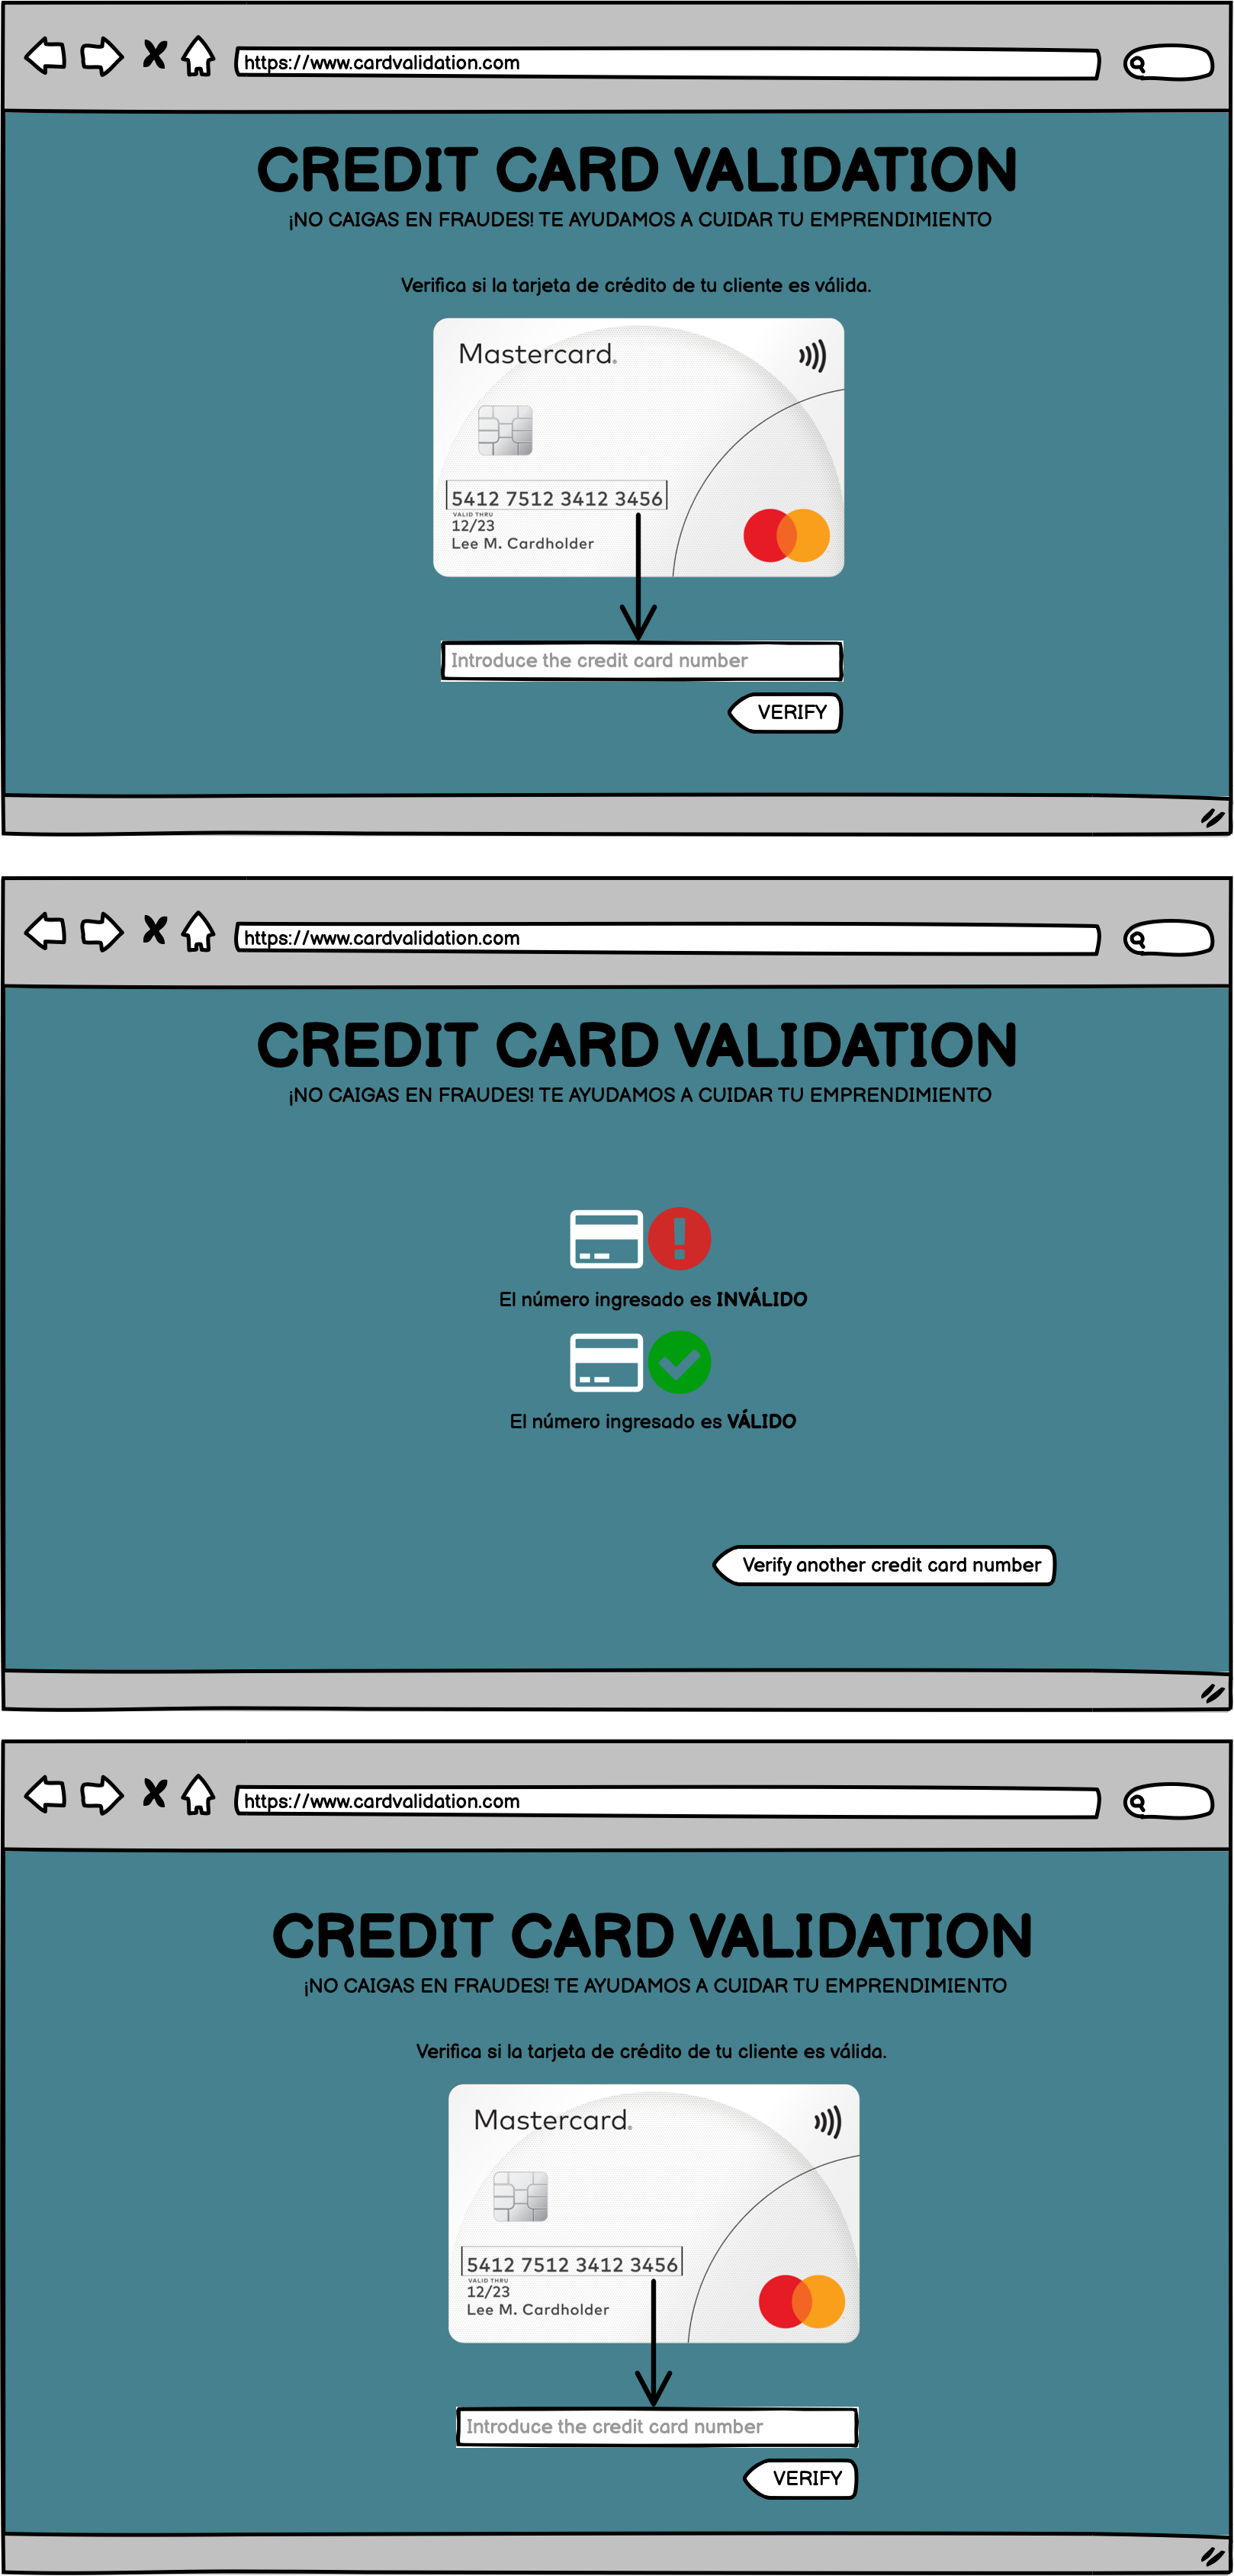 https://www.cardvalidation.com
CREDIT CARD VALIDATION
¡NO CAIGAS EN FRAUDES! TE AYUDAMOS A CUIDAR TU EMPRENDIMIENTO
Verifica si la tarjeta de crédito de tu cliente es válida.
Mastercard.
5412 7512 3412 3456
VALID THRU
12/23
Lee M. Cardholder
Introduce the credit card number
VERIFY
https://www.cardvalidation.com
CREDIT CARD VALIDATION
¡NO CAIGAS EN FRAUDES! TE AYUDAMOS A CUIDAR TU EMPRENDIMIENTO
El número ingresado es INVÁLIDO
El número ingresado es VÁLIDO
Verify another credit card number
https://www.cardvalidation.com
CREDIT CARD VALIDATION
¡NO CAIGAS EN FRAUDES! TE AYUDAMOS A CUIDAR TU EMPRENDIMIENTO
Verifica si la tarjeta de crédito de tu cliente es válida.
Mastercard.
5412 7512 3412 3456
VALID THRU
12/23
Lee M. Cardholder
Introduce the credit card number
VERIFY